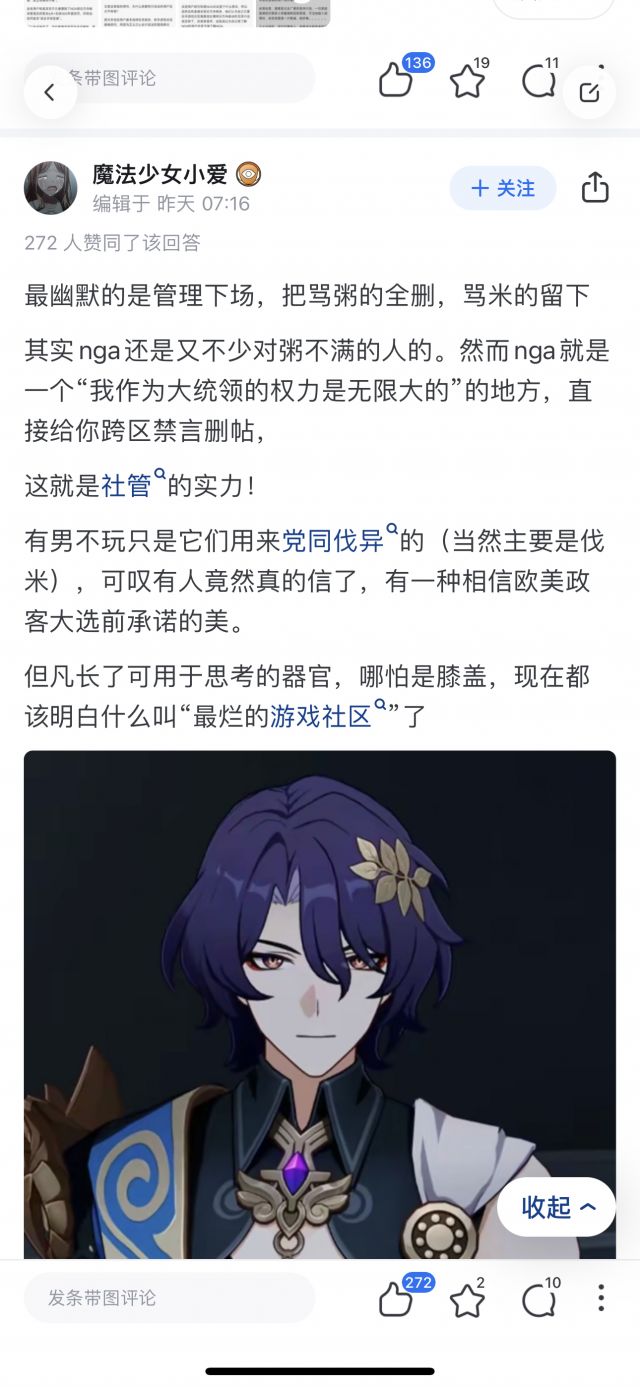 条带图评论
136
19
11
魔法少女小爱
编辑于 昨天 07:16
+ 关注
272 人赞同了该回答
最幽默的是管理下场，把骂粥的全删，骂米的留下
其实nga还是又不少对粥不满的人的。然而nga就是
一个“我作为大统领的权力是无限大的”的地方，直
接给你跨区禁言删帖，
这就是社管的实力！
有男不玩只是它们用来党同伐异的（当然主要是伐
米），可叹有人竟然真的信了，有一种相信欧美政
客大选前承诺的美。
但凡长了可用于思考的器官，哪怕是膝盖，现在都
该明白什么叫“最烂的游戏社区”了
收起
发条带图评论
272
2
10